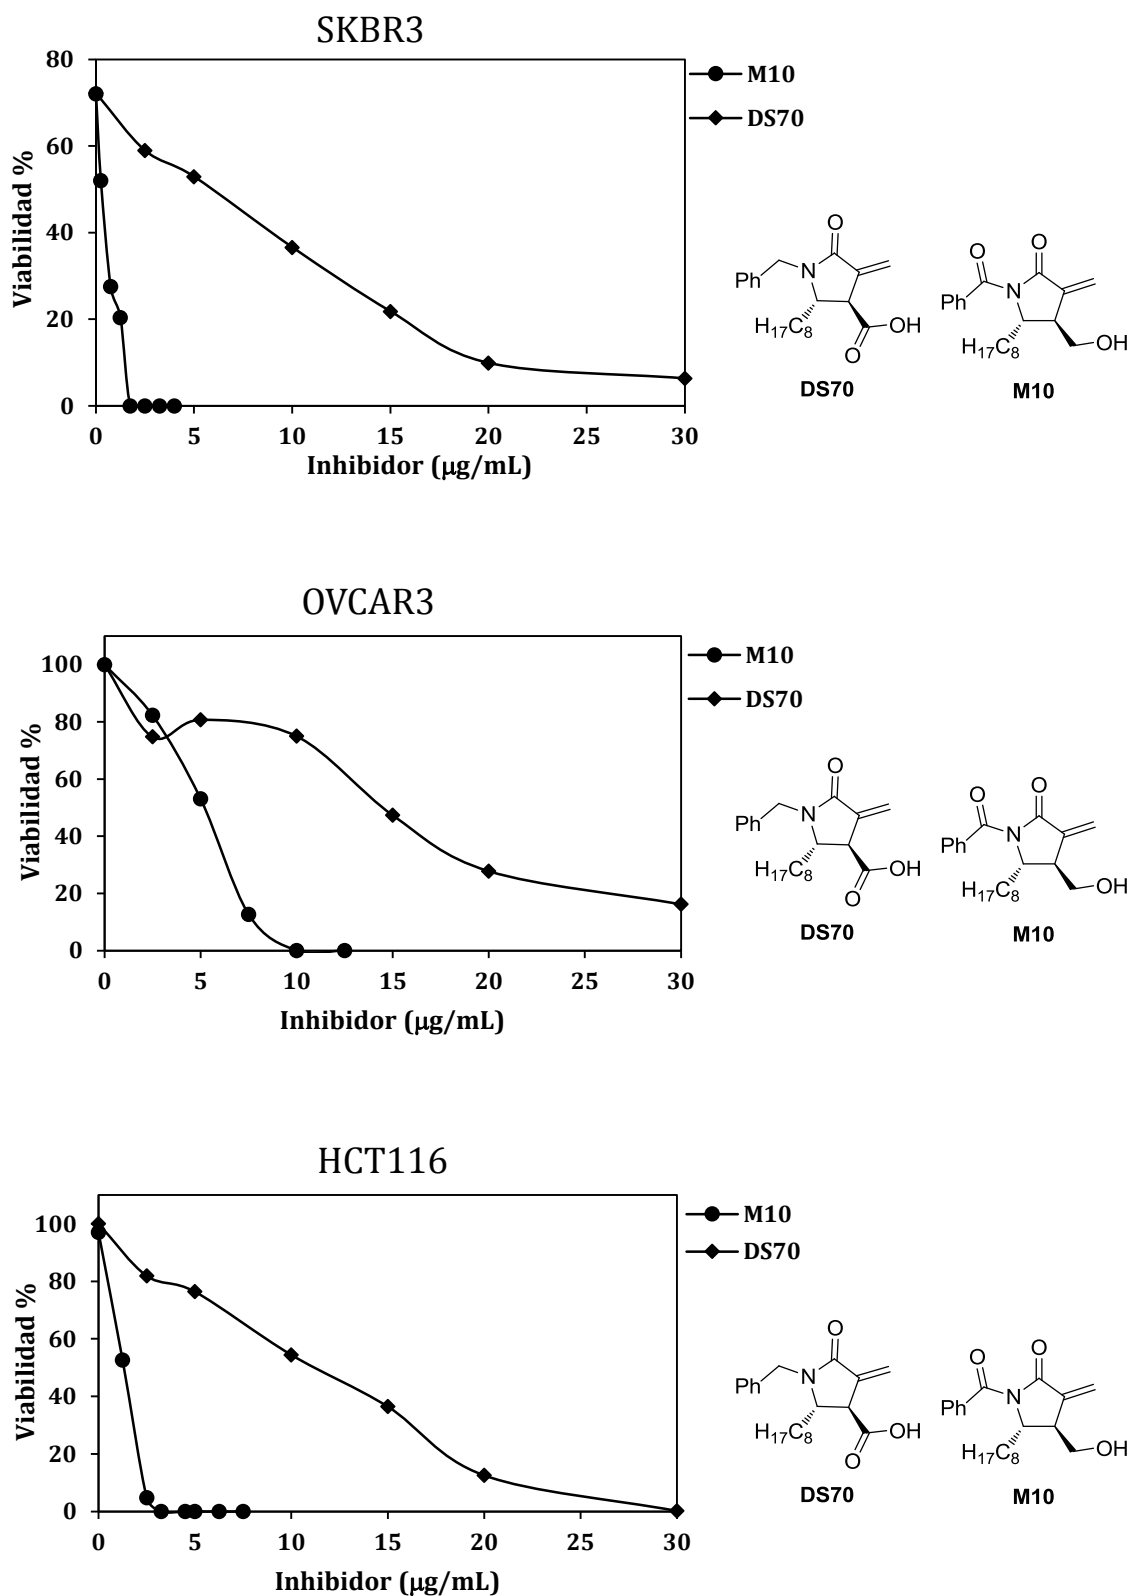 SKBR3
80
60
40
20
0
Viabilidad %
0 5 10 15 20 25 30
Inhibidor (μg/mL)
M10
DS70
O
N
Ph
H₁₇C₈
OH
O
DS70
O
O
N
Ph
H₁₇C₈
OH
M10
OVCAR3
100
80
60
40
20
0
Viabilidad %
0 5 10 15 20 25 30
Inhibidor (μg/mL)
M10
DS70
O
N
Ph
H₁₇C₈
OH
O
DS70
O
O
N
Ph
H₁₇C₈
OH
M10
HCT116
100
80
60
40
20
0
Viabilidad %
0 5 10 15 20 25 30
Inhibidor (μg/mL)
M10
DS70
O
N
Ph
H₁₇C₈
OH
O
DS70
O
O
N
Ph
H₁₇C₈
OH
M10